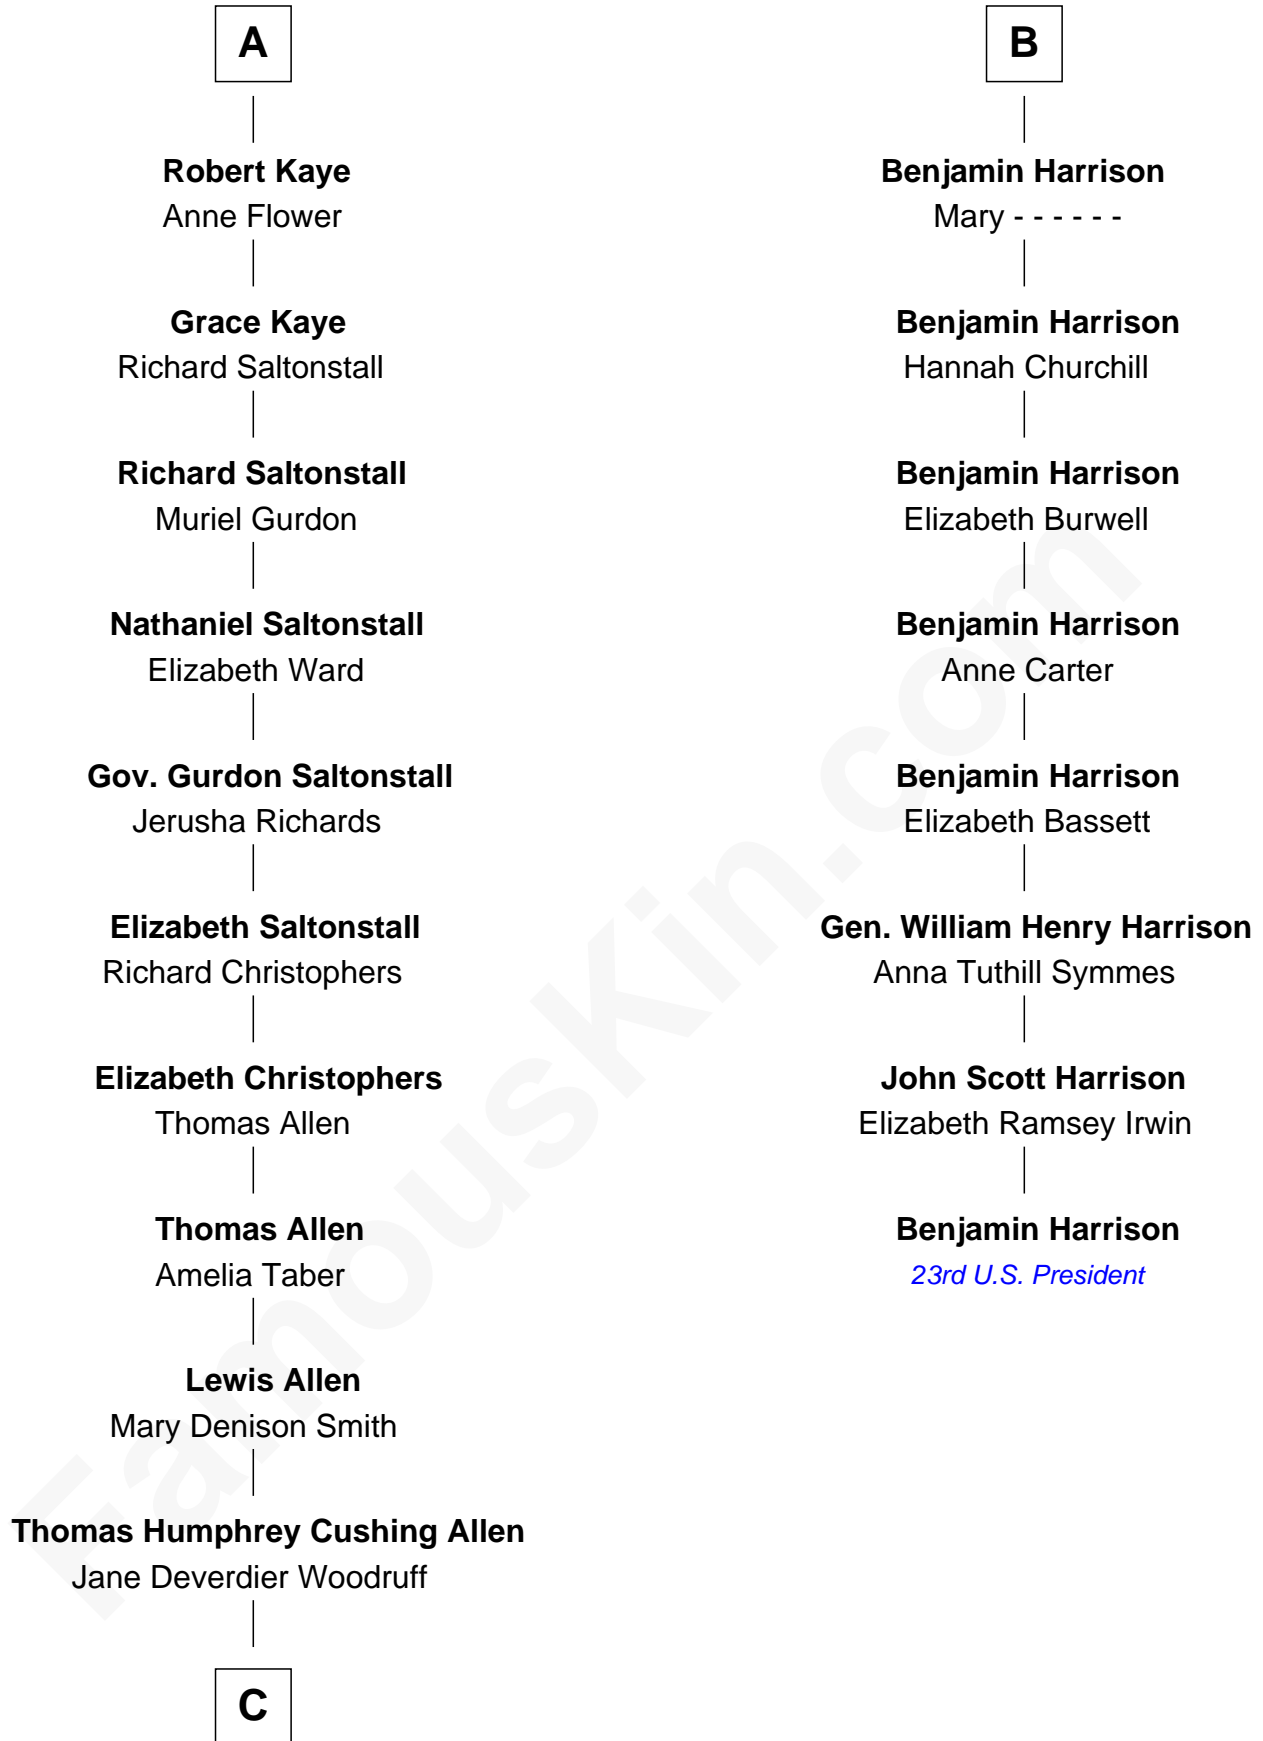 A
Robert Kaye
Anne Flower
Grace Kaye
Richard Saltonstall
Richard Saltonstall
Muriel Gurdon
Nathaniel Saltonstall
Elizabeth Ward
Gov. Gurdon Saltonstall
Jerusha Richards
Elizabeth Saltonstall
Richard Christophers
Elizabeth Christophers
Thomas Allen
Thomas Allen
Amelia Taber
Lewis Allen
Mary Denison Smith
Thomas Humphrey Cushing Allen
Jane Deverdier Woodruff
C
B
Benjamin Harrison
Mary - - - - - -
Benjamin Harrison
Hannah Churchill
Benjamin Harrison
Elizabeth Burwell
Benjamin Harrison
Anne Carter
Benjamin Harrison
Elizabeth Bassett
Gen. William Henry Harrison
Anna Tuthill Symmes
John Scott Harrison
Elizabeth Ramsey Irwin
Benjamin Harrison
23rd U.S. President
FamousKin.com